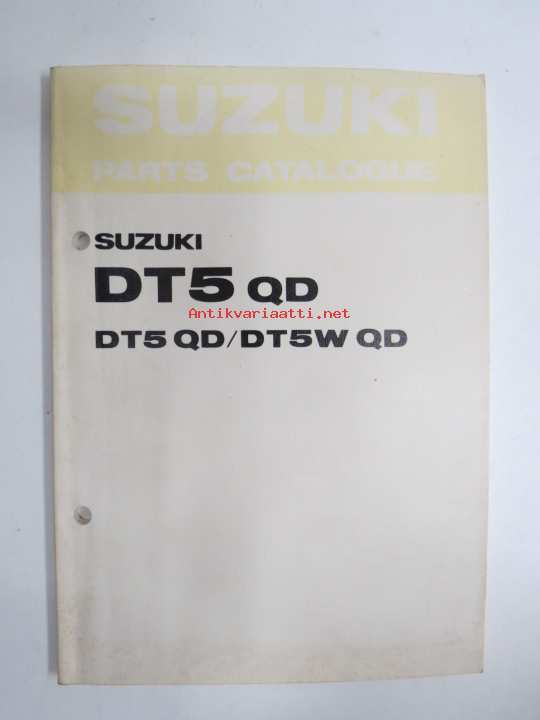 SUZUKI
PARTS CATALOGUE
SUZUKI
DT5 QD
Antikvariaatti.net
DT5 QD/DT5W QD